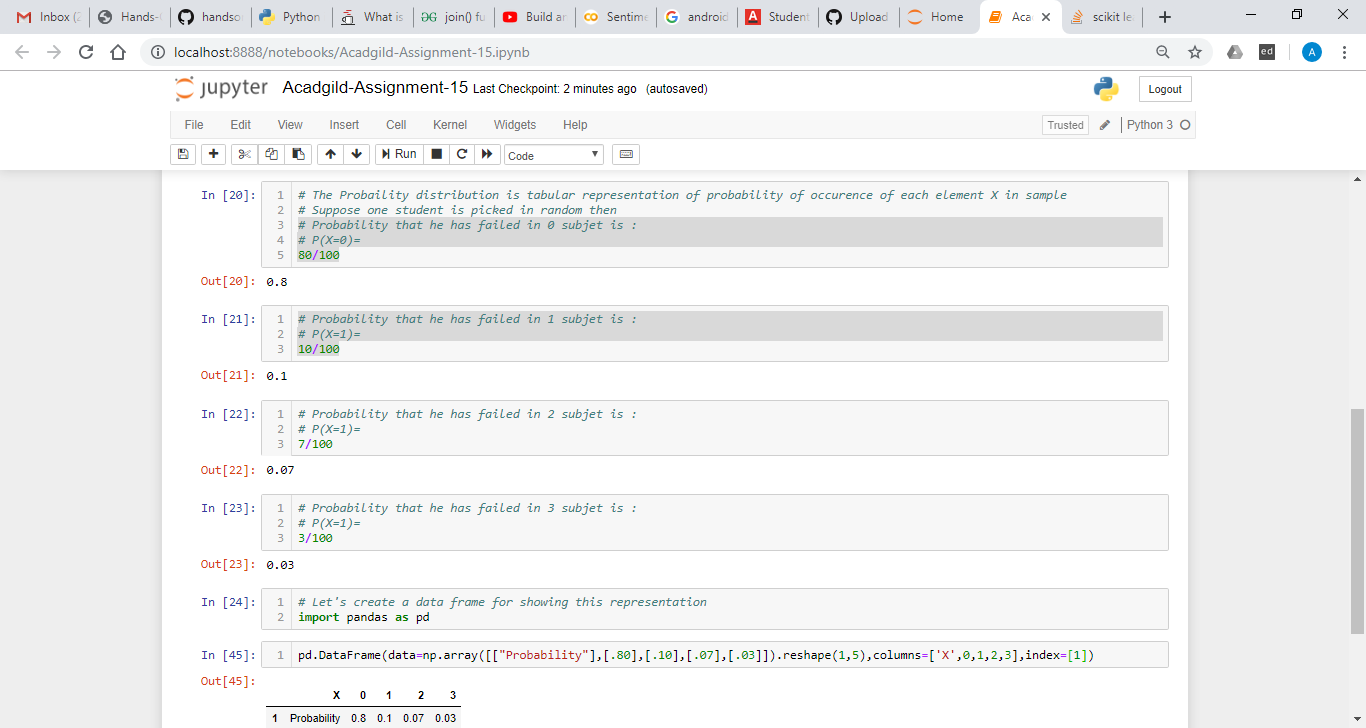 Inbox (2
Hands-
handso
Python
What is
join() fu
Build an
Sentime
android
Student
Upload
Home
Aca
scikit le
localhost:8888/notebooks/Acadgild-Assignment-15.ipynb
ed
A
jupyter Acadgild-Assignment-15 Last Checkpoint: 2 minutes ago (autosaved)
Logout
File Edit View Insert Cell Kernel Widgets Help
Trusted Python 3
Run Code
In [20]:
1 # The Probaility distribution is tabular representation of probability of occurence of each element X in sample
2 # Suppose one student is picked in random then
3 # Probability that he has failed in 0 subjet is :
4 # P(X=0)=
5 80/100
Out[20]: 0.8
In [21]:
1 # Probability that he has failed in 1 subjet is :
2 # P(X=1)=
3 10/100
Out[21]: 0.1
In [22]:
1 # Probability that he has failed in 2 subjet is :
2 # P(X=1)=
3 7/100
Out[22]: 0.07
In [23]:
1 # Probability that he has failed in 3 subjet is :
2 # P(X=1)=
3 3/100
Out[23]: 0.03
In [24]:
1 # Let's create a data frame for showing this representation
2 import pandas as pd
In [45]:
1 pd.DataFrame(data=np.array([["Probability"],[.80],[.10],[.07],[.03]]).reshape(1,5),columns=['X',0,1,2,3],index=[1])
Out[45]:
X 0 1 2 3
1 Probability 0.8 0.1 0.07 0.03